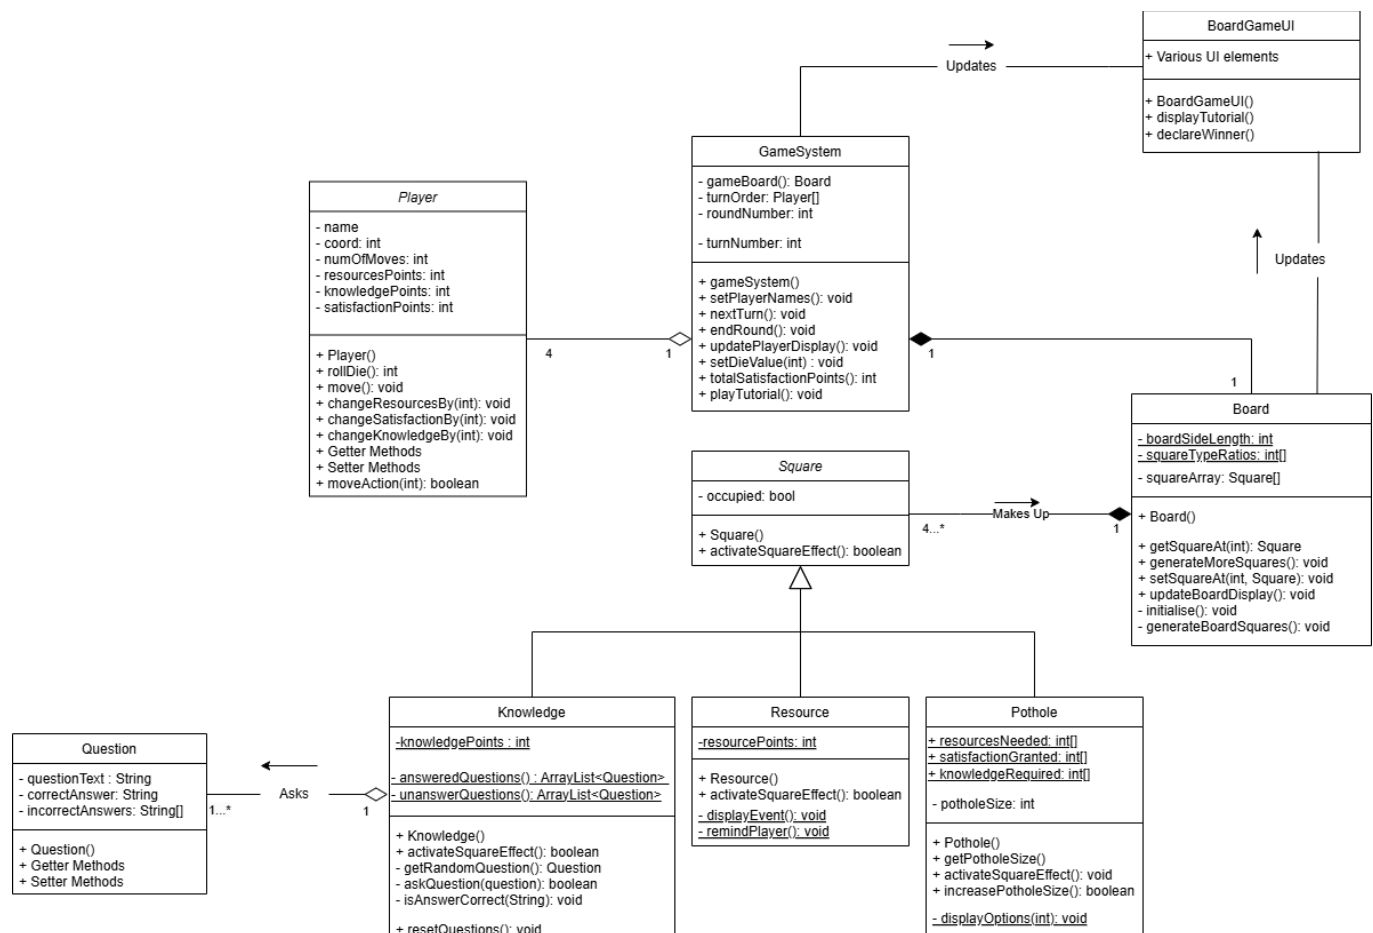 BoardGameUI
+ Various UI elements
+ BoardGameUI()
+ displayTutorial()
+ declareWinner()
Updates
GameSystem
- gameBoard(): Board
- turnOrder: Player[]
- roundNumber: int
- turnNumber: int
+ gameSystem()
+ setPlayerNames(): void
+ nextTurn(): void
+ endRound(): void
+ updatePlayerDisplay(): void
+ setDieValue(int) : void
+ totalSatisfactionPoints(): int
+ playTutorial(): void
Player
- name
- coord: int
- numOfMoves: int
- resourcesPoints: int
- knowledgePoints: int
- satisfactionPoints: int
+ Player()
+ rollDie(): int
+ move(): void
+ changeResourcesBy(int): void
+ changeSatisfactionBy(int): void
+ changeKnowledgeBy(int): void
+ Getter Methods
+ Setter Methods
+ moveAction(int): boolean
4
1
1
1
Updates
Board
- boardSideLength: int
- squareTypeRatios: int[]
- squareArray: Square[]
+ Board()
+ getSquareAt(int): Square
+ generateMoreSquares(): void
+ setSquareAt(int, Square): void
+ updateBoardDisplay(): void
- initialise(): void
- generateBoardSquares(): void
Square
- occupied: bool
+ Square()
+ activateSquareEffect(): boolean
Makes Up
4...*
1
Knowledge
-knowledgePoints : int
- answeredQuestions() : ArrayList<Question>
- unanswerQuestions(): ArrayList<Question>
+ Knowledge()
+ activateSquareEffect(): boolean
- getRandomQuestion(): Question
- askQuestion(question): boolean
- isAnswerCorrect(String): void
+ resetQuestions(): void
Resource
-resourcePoints: int
+ Resource()
+ activateSquareEffect(): boolean
- displayEvent(): void
- remindPlayer(): void
Pothole
+ resourcesNeeded: int[]
+ satisfactionGranted: int[]
+ knowledgeRequired: int[]
- potholeSize: int
+ Pothole()
+ getPotholeSize()
+ activateSquareEffect(): void
+ increasePotholeSize(): boolean
- displayOptions(int): void
Question
- questionText : String
- correctAnswer: String
- incorrectAnswers: String[]
+ Question()
+ Getter Methods
+ Setter Methods
Asks
1...*
1